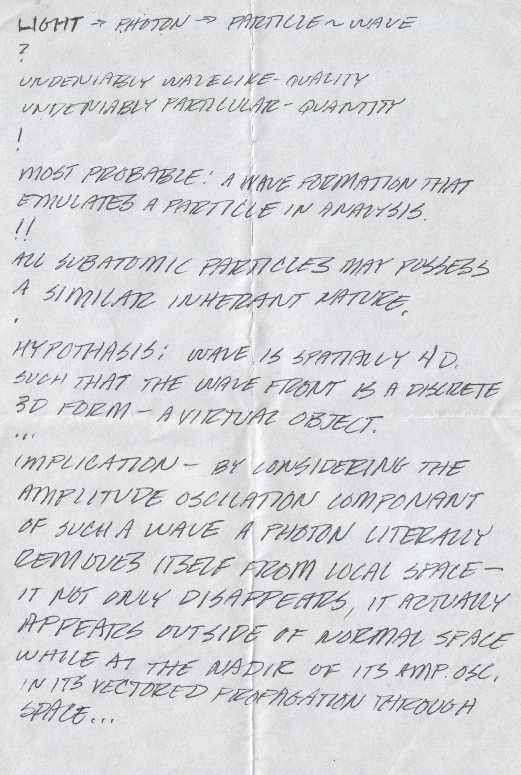 LIGHT → PHOTON → PARTICLE ~ WAVE
?
UNDENIABLY WAVELIKE - QUALITY
UNDENIABLY PARTICULAR - QUANTITY
!
MOST PROBABLE: A WAVE FORMATION THAT
EMULATES A PARTICLE IN ANALYSIS.
!!
ALL SUBATOMIC PARTICLES MAY POSSESS
A SIMILAR INHERANT NATURE.
.
HYPOTHASIS: WAVE IS SPATIALLY 4D.
SUCH THAT THE WAVE FRONT IS A DISCRETE
3D FORM - A VIRTUAL OBJECT.
...
IMPLICATION - BY CONSIDERING THE
AMPLITUDE OSCILATION COMPONANT
OF SUCH A WAVE A PHOTON LITERALLY
REMOVES ITSELF FROM LOCAL SPACE -
IT NOT ONLY DISAPPEARS, IT ACTUALLY
APPEARS OUTSIDE OF NORMAL SPACE
WHILE AT THE NADIR OF ITS AMP. OSC.
IN ITS VECTORED PROPAGATION THROUGH
SPACE...